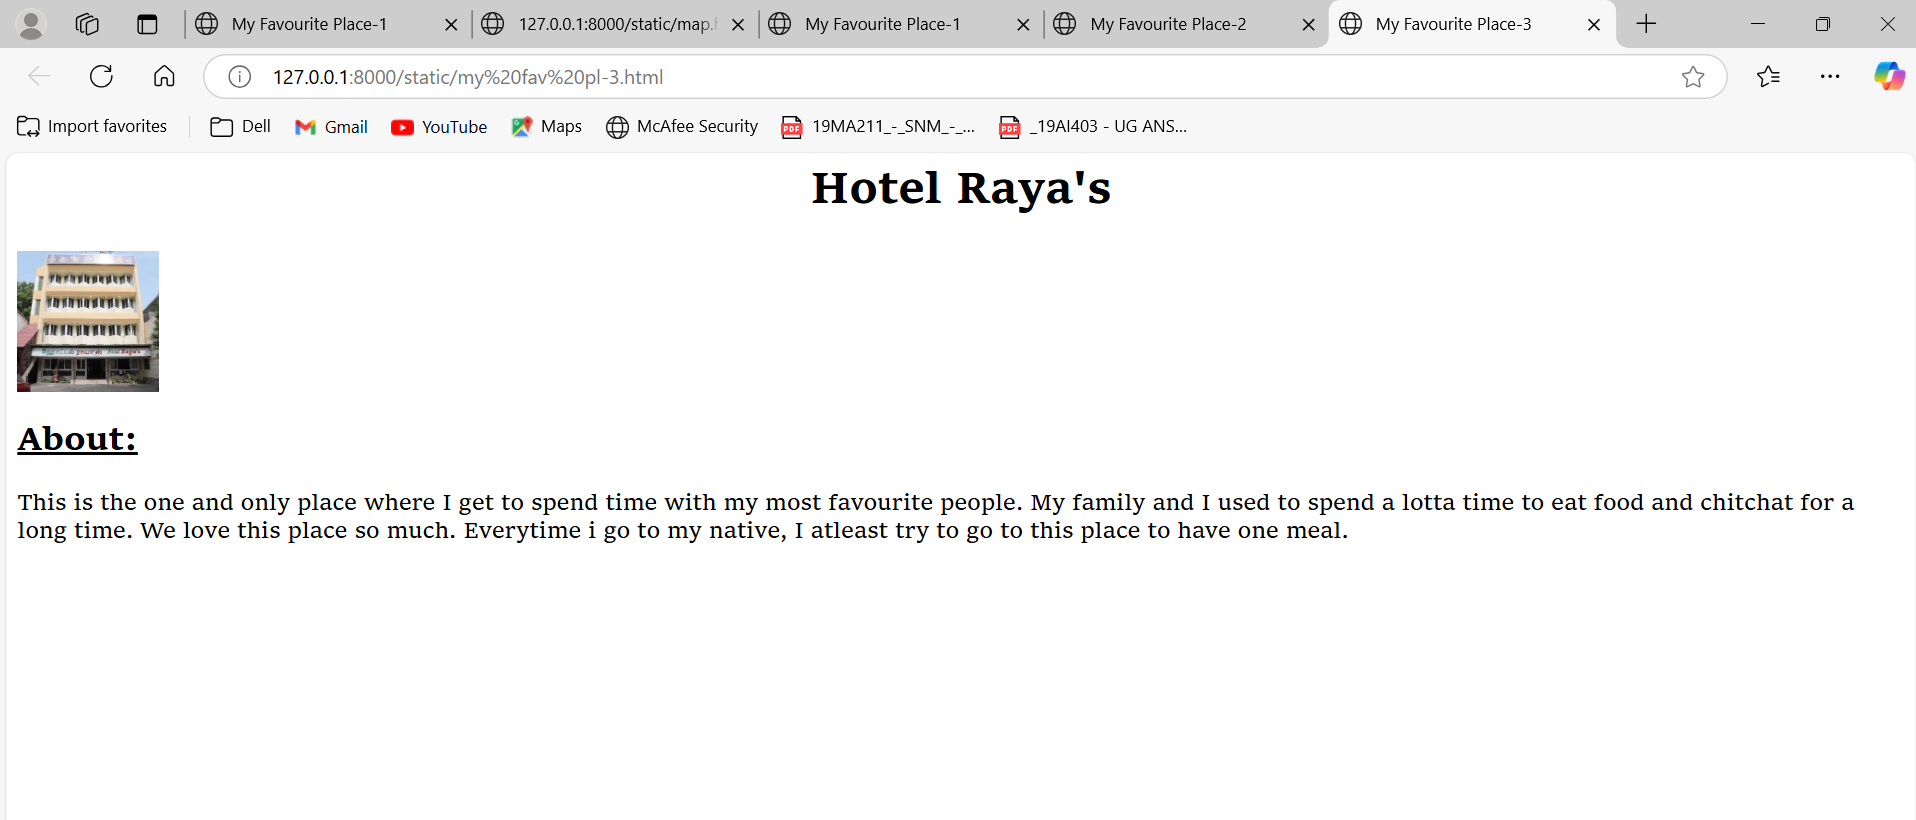 My Favourite Place-1
127.0.0.1:8000/static/map.h
My Favourite Place-1
My Favourite Place-2
My Favourite Place-3
127.0.0.1:8000/static/my%20fav%20pl-3.html
Import favorites
Dell
Gmail
YouTube
Maps
McAfee Security
PDF
19MA211_-_SNM_-_...
PDF
_19AI403 - UG ANS...
Hotel Raya's
About:
This is the one and only place where I get to spend time with my most favourite people. My family and I used to spend a lotta time to eat food and chitchat for a
long time. We love this place so much. Everytime i go to my native, I atleast try to go to this place to have one meal.